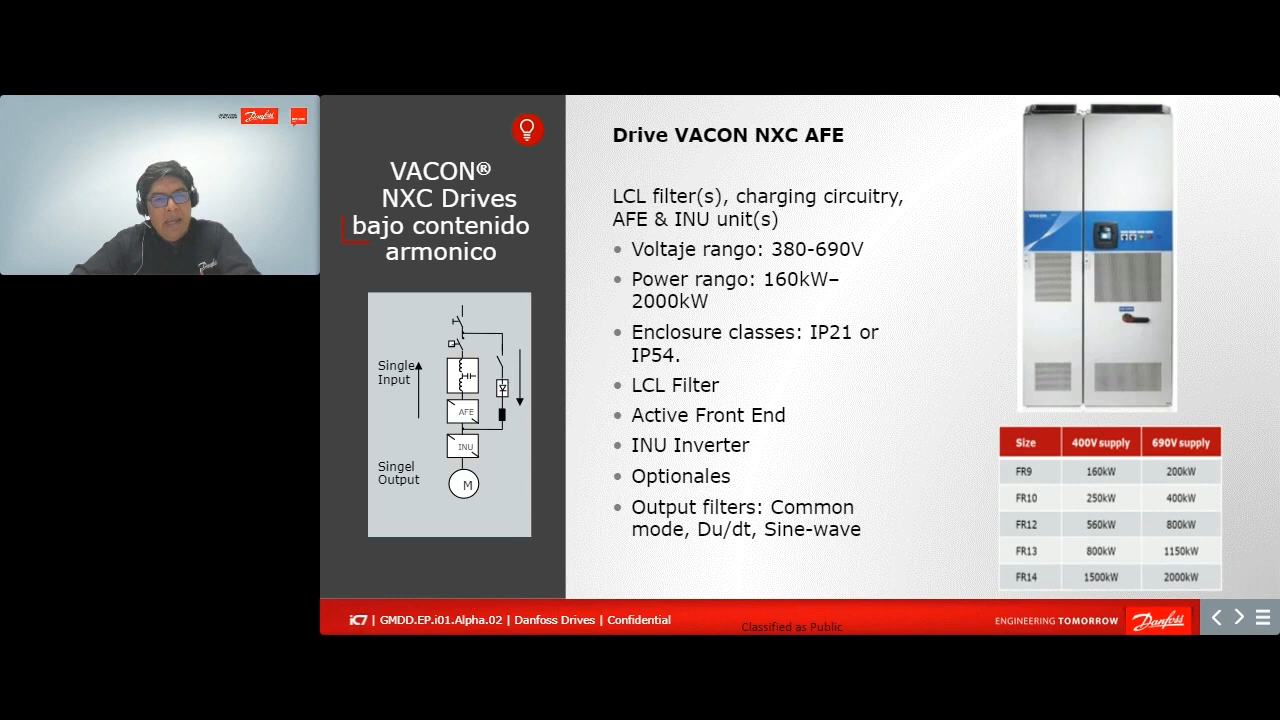 Danfoss
VACON®
NXC Drives
bajo contenido
armonico
Single
Input
AFE
INU
Singel
Output
M
Drive VACON NXC AFE
LCL filter(s), charging circuitry,
AFE & INU unit(s)
• Voltaje rango: 380-690V
• Power rango: 160kW–
2000kW
• Enclosure classes: IP21 or
IP54.
• LCL Filter
• Active Front End
• INU Inverter
• Optionales
• Output filters: Common
mode, Du/dt, Sine-wave
VACON
Size 400V supply 690V supply
FR9 160kW 200kW
FR10 250kW 400kW
FR12 560kW 800kW
FR13 800kW 1150kW
FR14 1500kW 2000kW
iC7 | GMDD.EP.i01.Alpha.02 | Danfoss Drives | Confidential
Classified as Public
ENGINEERING TOMORROW
Danfoss